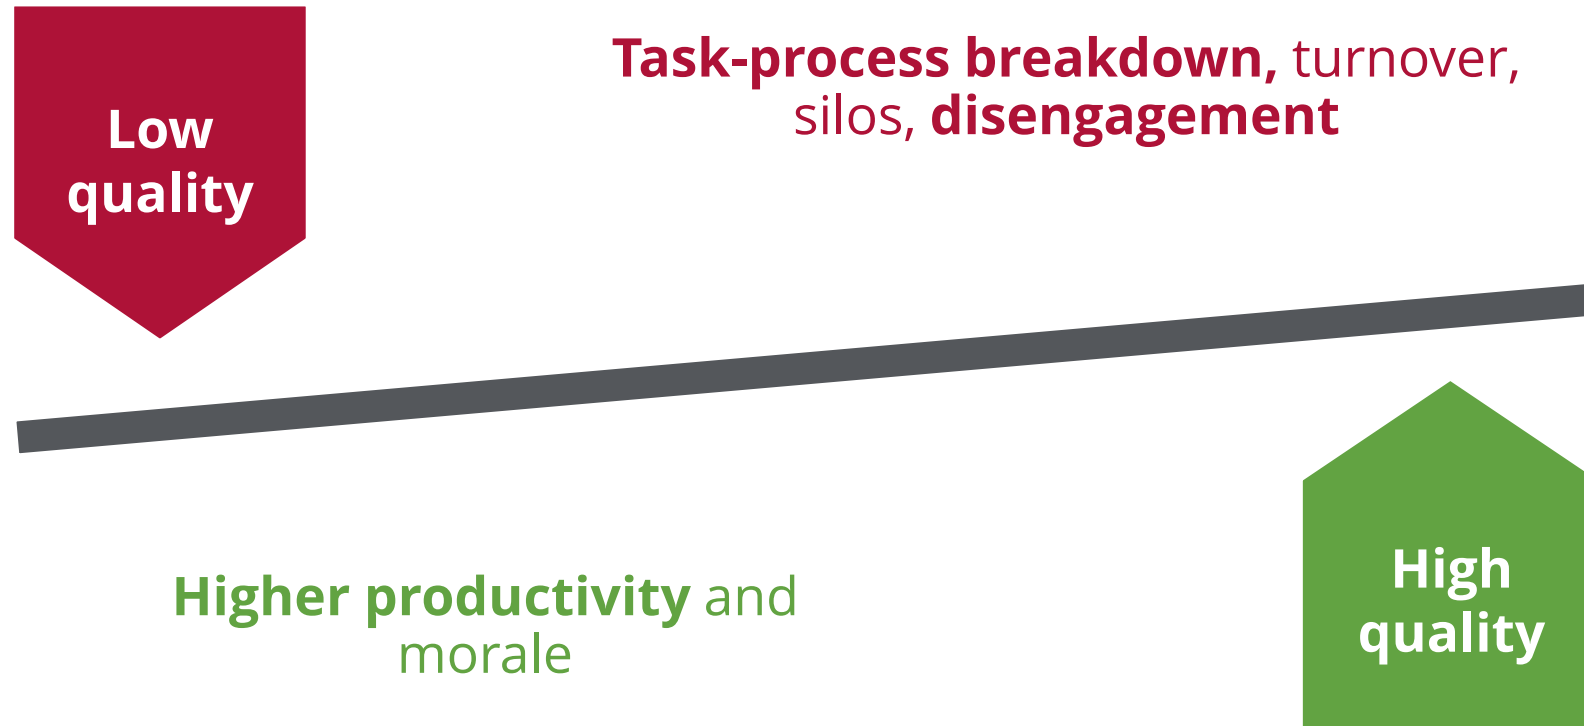 Low
quality
Task-process breakdown, turnover,
silos, disengagement
Higher productivity and
morale
High
quality